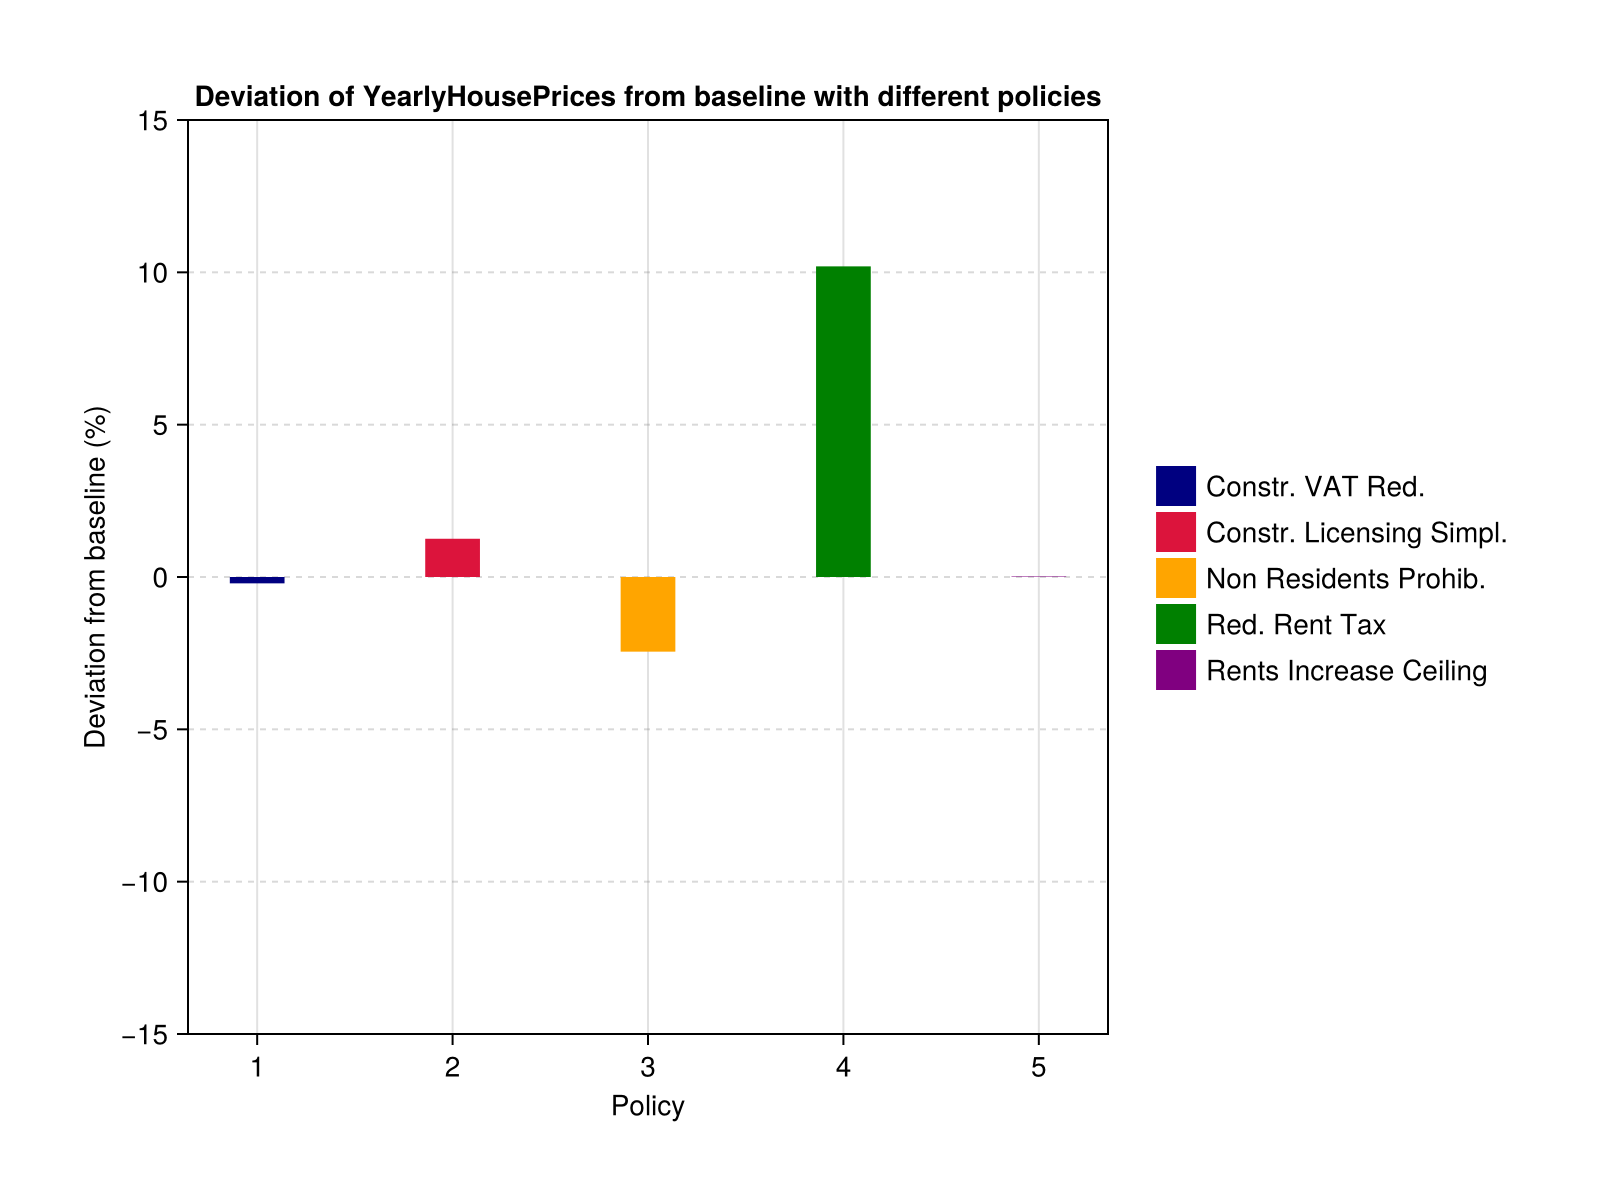 Deviation of YearlyHousePrices from baseline with different policies
15
10
5
0
−5
−10
−15
Deviation from baseline (%)
1 2 3 4 5
Policy
Constr. VAT Red.
Constr. Licensing Simpl.
Non Residents Prohib.
Red. Rent Tax
Rents Increase Ceiling